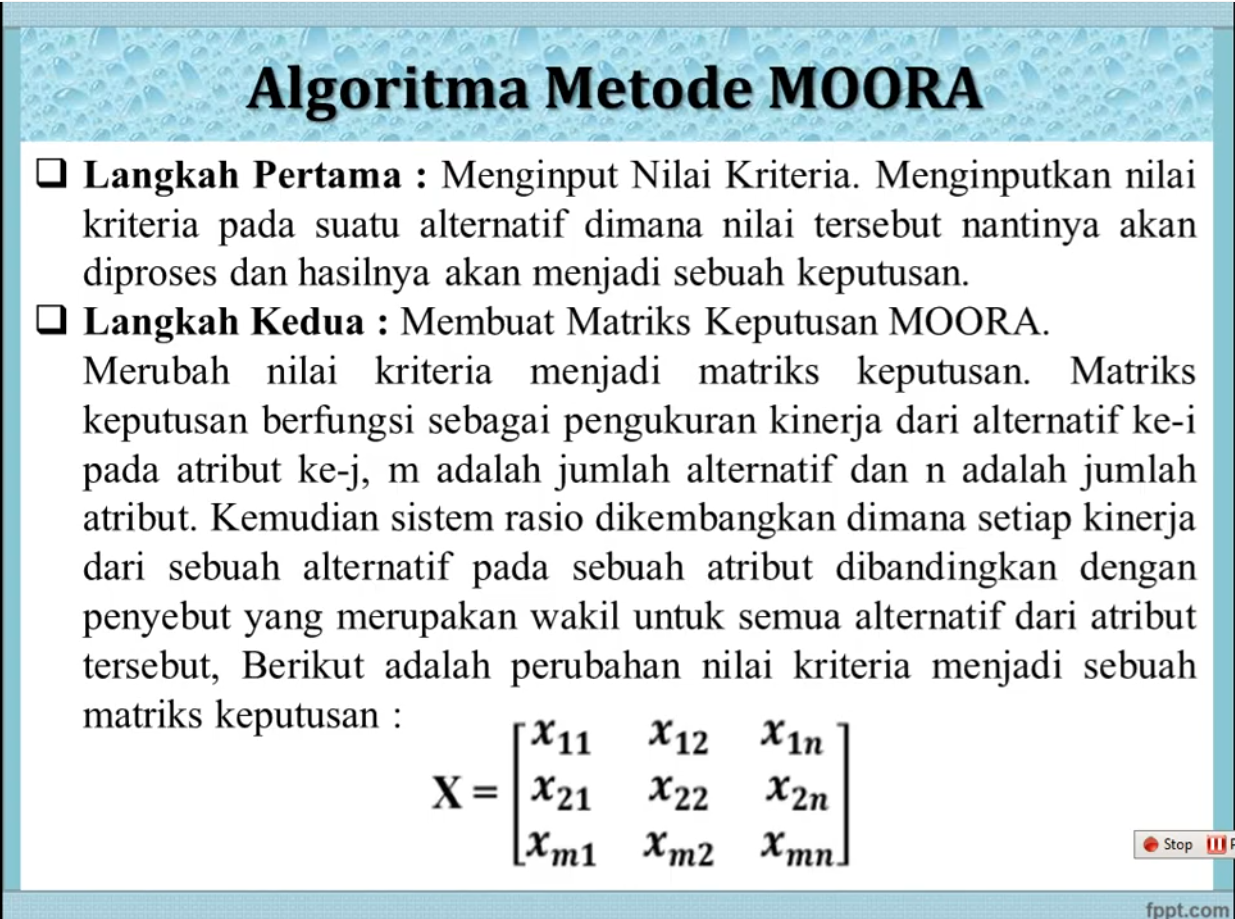 Algoritma Metode MOORA
❑ Langkah Pertama : Menginput Nilai Kriteria. Menginputkan nilai
kriteria pada suatu alternatif dimana nilai tersebut nantinya akan
diproses dan hasilnya akan menjadi sebuah keputusan.
❑ Langkah Kedua : Membuat Matriks Keputusan MOORA.
Merubah nilai kriteria menjadi matriks keputusan. Matriks
keputusan berfungsi sebagai pengukuran kinerja dari alternatif ke-i
pada atribut ke-j, m adalah jumlah alternatif dan n adalah jumlah
atribut. Kemudian sistem rasio dikembangkan dimana setiap kinerja
dari sebuah alternatif pada sebuah atribut dibandingkan dengan
penyebut yang merupakan wakil untuk semua alternatif dari atribut
tersebut, Berikut adalah perubahan nilai kriteria menjadi sebuah
matriks keputusan :
x11 x12 x1n
X = x21 x22 x2n
xm1 xm2 xmn
Stop
fppt.com